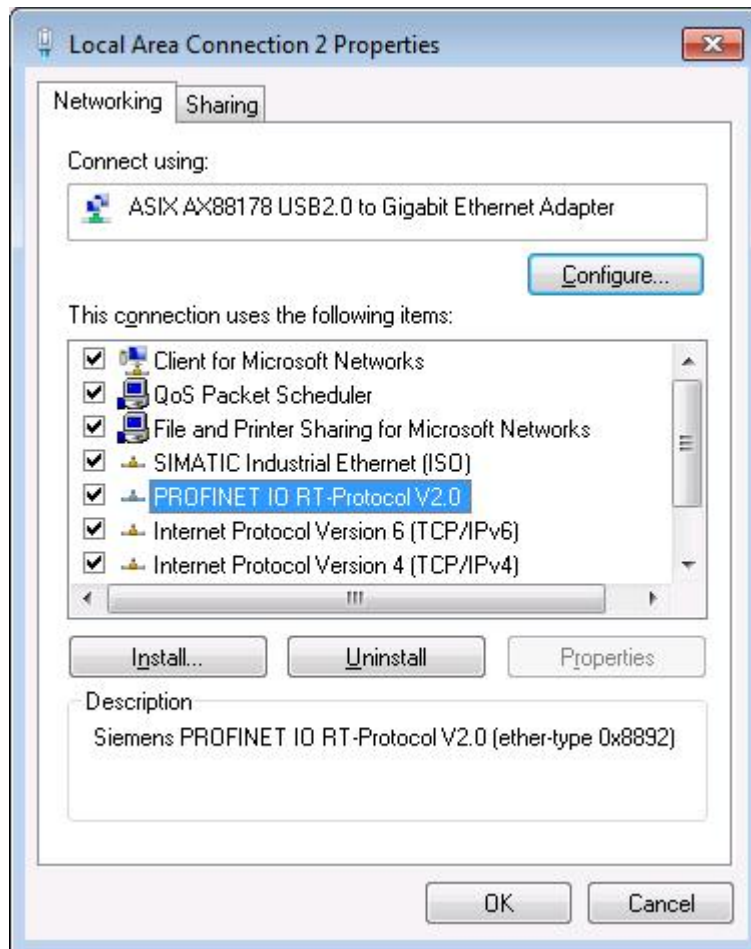 Local Area Connection 2 Properties
Networking Sharing
Connect using:
ASIX AX88178 USB2.0 to Gigabit Ethernet Adapter
Configure...
This connection uses the following items:
Client for Microsoft Networks
QoS Packet Scheduler
File and Printer Sharing for Microsoft Networks
SIMATIC Industrial Ethernet (ISO)
PROFINET IO RT-Protocol V2.0
Internet Protocol Version 6 (TCP/IPv6)
Internet Protocol Version 4 (TCP/IPv4)
Install... Uninstall Properties
Description
Siemens PROFINET IO RT-Protocol V2.0 (ether-type 0x8892)
OK Cancel